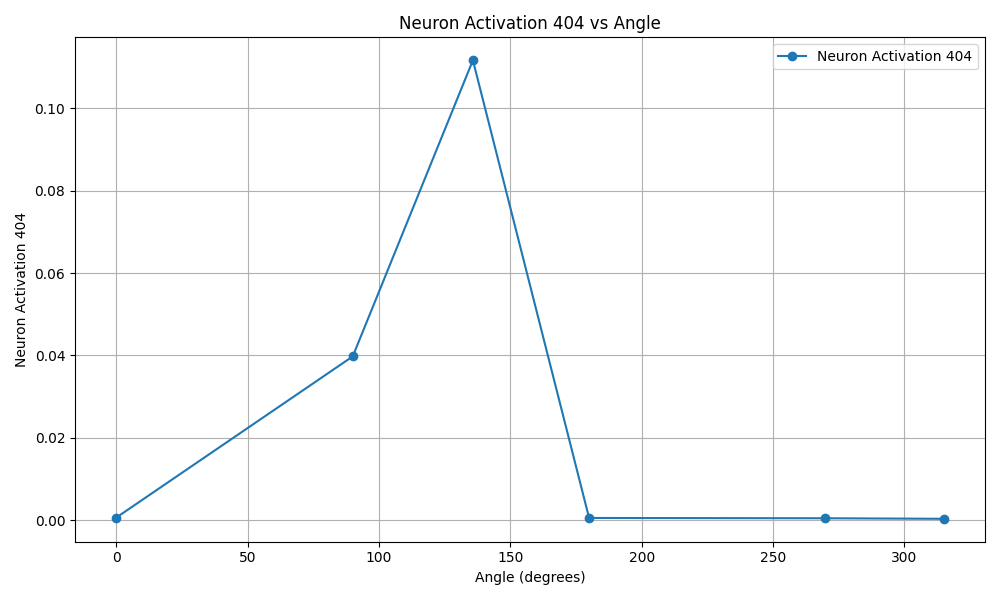 Neuron Activation 404 vs Angle
Neuron Activation 404
0.10
0.08
0.06
0.04
0.02
0.00
Neuron Activation 404
0 50 100 150 200 250 300
Angle (degrees)